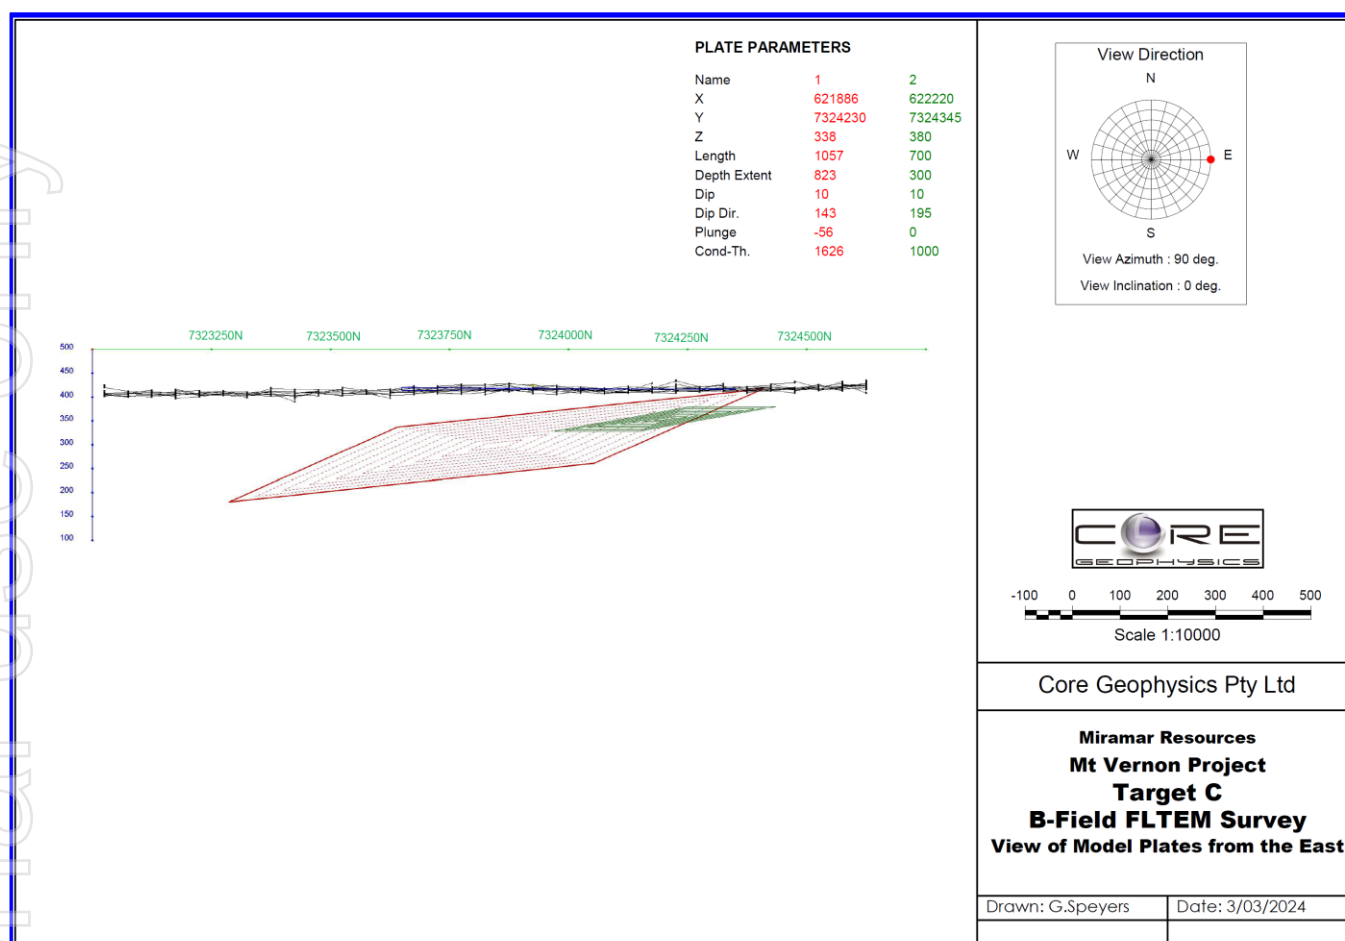 PLATE PARAMETERS
Name 1 2
X 621886 622220
Y 7324230 7324345
Z 338 380
Length 1057 700
Depth Extent 823 300
Dip 10 10
Dip Dir. 143 195
Plunge -56 0
Cond-Th. 1626 1000
View Direction
N
W E
S
View Azimuth : 90 deg.
View Inclination : 0 deg.
7323250N 7323500N 7323750N 7324000N 7324250N 7324500N
500
450
400
350
300
250
200
150
100
CORE
GEOPHYSICS
-100 0 100 200 300 400 500
Scale 1:10000
Core Geophysics Pty Ltd
Miramar Resources
Mt Vernon Project
Target C
B-Field FLTEM Survey
View of Model Plates from the East
Drawn: G.Speyers Date: 3/03/2024